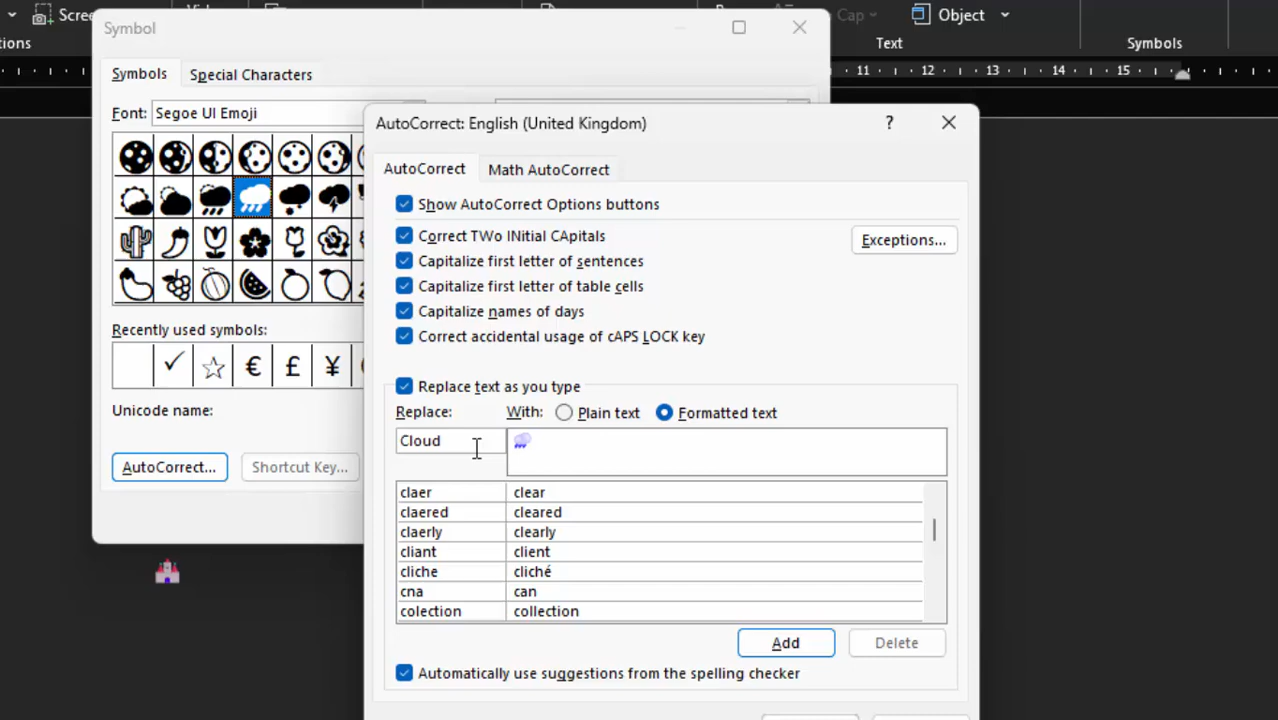 Scree
Cap
Object
ions
Text
Symbols
11 12 13 14 15
Symbol
Symbols
Special Characters
Font:
Segoe UI Emoji
Recently used symbols:
✓ ☆ € £ ¥
Unicode name:
AutoCorrect...
Shortcut Key...
AutoCorrect: English (United Kingdom)
?
AutoCorrect
Math AutoCorrect
Show AutoCorrect Options buttons
Correct TWo INitial CApitals
Exceptions...
Capitalize first letter of sentences
Capitalize first letter of table cells
Capitalize names of days
Correct accidental usage of cAPS LOCK key
Replace text as you type
Replace:
With:
Plain text
Formatted text
Cloud
claer clear
claered cleared
claerly clearly
cliant client
cliche cliché
cna can
colection collection
Add
Delete
Automatically use suggestions from the spelling checker